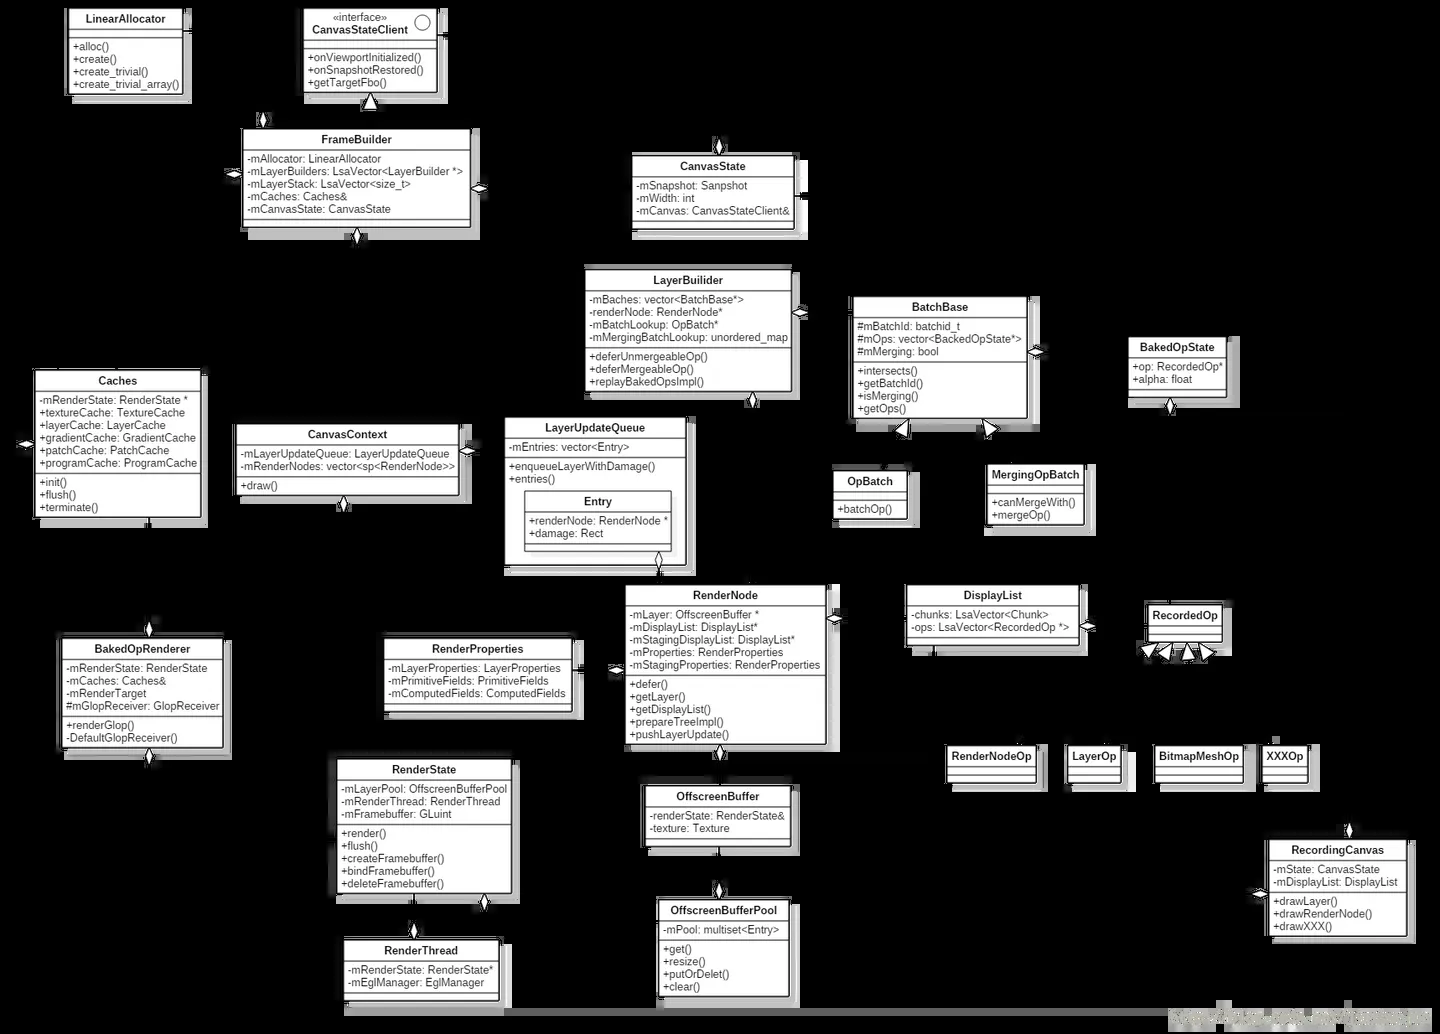 LinearAllocator
+alloc()
+create()
+create_trivial()
+create_trivial_array()
«interface»
CanvasStateClient
+onViewportInitialized()
+onSnapshotRestored()
+getTargetFbo()
FrameBuilder
-mAllocator: LinearAllocator
-mLayerBuilders: LsaVector<LayerBuilder *>
-mLayerStack: LsaVector<size_t>
-mCaches: Caches&
-mCanvasState: CanvasState
CanvasState
-mSnapshot: Sanpshot
-mWidth: int
-mCanvas: CanvasStateClient&
LayerBuilider
-mBaches: vector<BatchBase*>
-renderNode: RenderNode*
-mBatchLookup: OpBatch*
-mMergingBatchLookup: unordered_map
+deferUnmergeableOp()
+deferMergeableOp()
+replayBakedOpsImpl()
BatchBase
#mBatchId: batchid_t
#mOps: vector<BackedOpState*>
#mMerging: bool
+intersects()
+getBatchId()
+isMerging()
+getOps()
BakedOpState
+op: RecordedOp*
+alpha: float
Caches
-mRenderState: RenderState *
+textureCache: TextureCache
+layerCache: LayerCache
+gradientCache: GradientCache
+patchCache: PatchCache
+programCache: ProgramCache
+init()
+flush()
+terminate()
CanvasContext
-mLayerUpdateQueue: LayerUpdateQueue
-mRenderNodes: vector<sp<RenderNode>>
+draw()
LayerUpdateQueue
-mEntries: vector<Entry>
+enqueueLayerWithDamage()
+entries()
Entry
+renderNode: RenderNode *
+damage: Rect
OpBatch
+batchOp()
MergingOpBatch
+canMergeWith()
+mergeOp()
RenderNode
-mLayer: OffscreenBuffer *
-mDisplayList: DisplayList*
-mStagingDisplayList: DisplayList*
-mProperties: RenderProperties
-mStagingProperties: RenderProperties
+defer()
+getLayer()
+getDisplayList()
+prepareTreeImpl()
+pushLayerUpdate()
DisplayList
-chunks: LsaVector<Chunk>
-ops: LsaVector<RecordedOp *>
RecordedOp
BakedOpRenderer
-mRenderState: RenderState
-mCaches: Caches&
-mRenderTarget
#mGlopReceiver: GlopReceiver
+renderGlop()
-DefaultGlopReceiver()
RenderProperties
-mLayerProperties: LayerProperties
-mPrimitiveFields: PrimitiveFields
-mComputedFields: ComputedFields
RenderNodeOp
LayerOp
BitmapMeshOp
XXXOp
RenderState
-mLayerPool: OffscreenBufferPool
-mRenderThread: RenderThread
-mFramebuffer: GLuint
+render()
+flush()
+createFramebuffer()
+bindFramebuffer()
+deleteFramebuffer()
OffscreenBuffer
-renderState: RenderState&
-texture: Texture
RecordingCanvas
-mState: CanvasState
-mDisplayList: DisplayList
+drawLayer()
+drawRenderNode()
+drawXXX()
OffscreenBufferPool
-mPool: multiset<Entry>
+get()
+resize()
+putOrDelet()
+clear()
RenderThread
-mRenderState: RenderState*
-mEglManager: EglManager